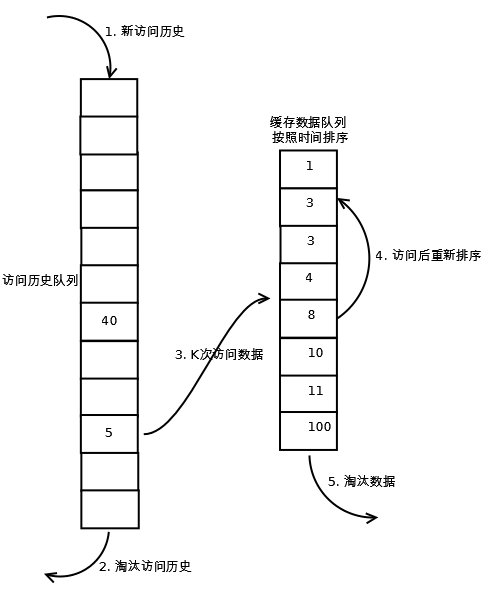 1. 新访问历史
缓存数据队列
按照时间排序
1
3
3
4
8
10
11
100
4. 访问后重新排序
访问历史队列
40
3. K次访问数据
5
5. 淘汰数据
2. 淘汰访问历史